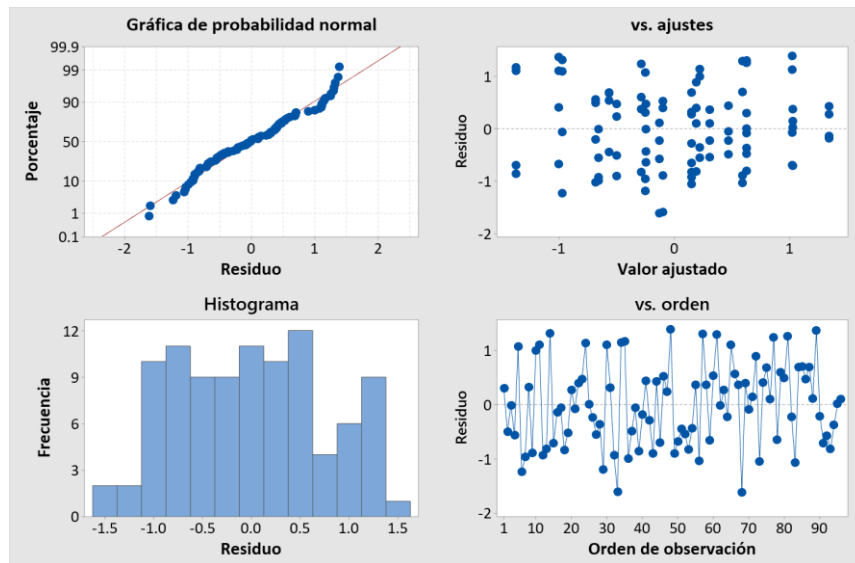 Gráfica de probabilidad normal
Porcentaje
99.9
99
90
50
10
1
0.1
-2 -1 0 1 2
Residuo
vs. ajustes
Residuo
1
0
-1
-2
-1 0 1
Valor ajustado
Histograma
Frecuencia
12
9
6
3
0
-1.5 -1.0 -0.5 0.0 0.5 1.0 1.5
Residuo
vs. orden
Residuo
1
0
-1
-2
1 10 20 30 40 50 60 70 80 90
Orden de observación